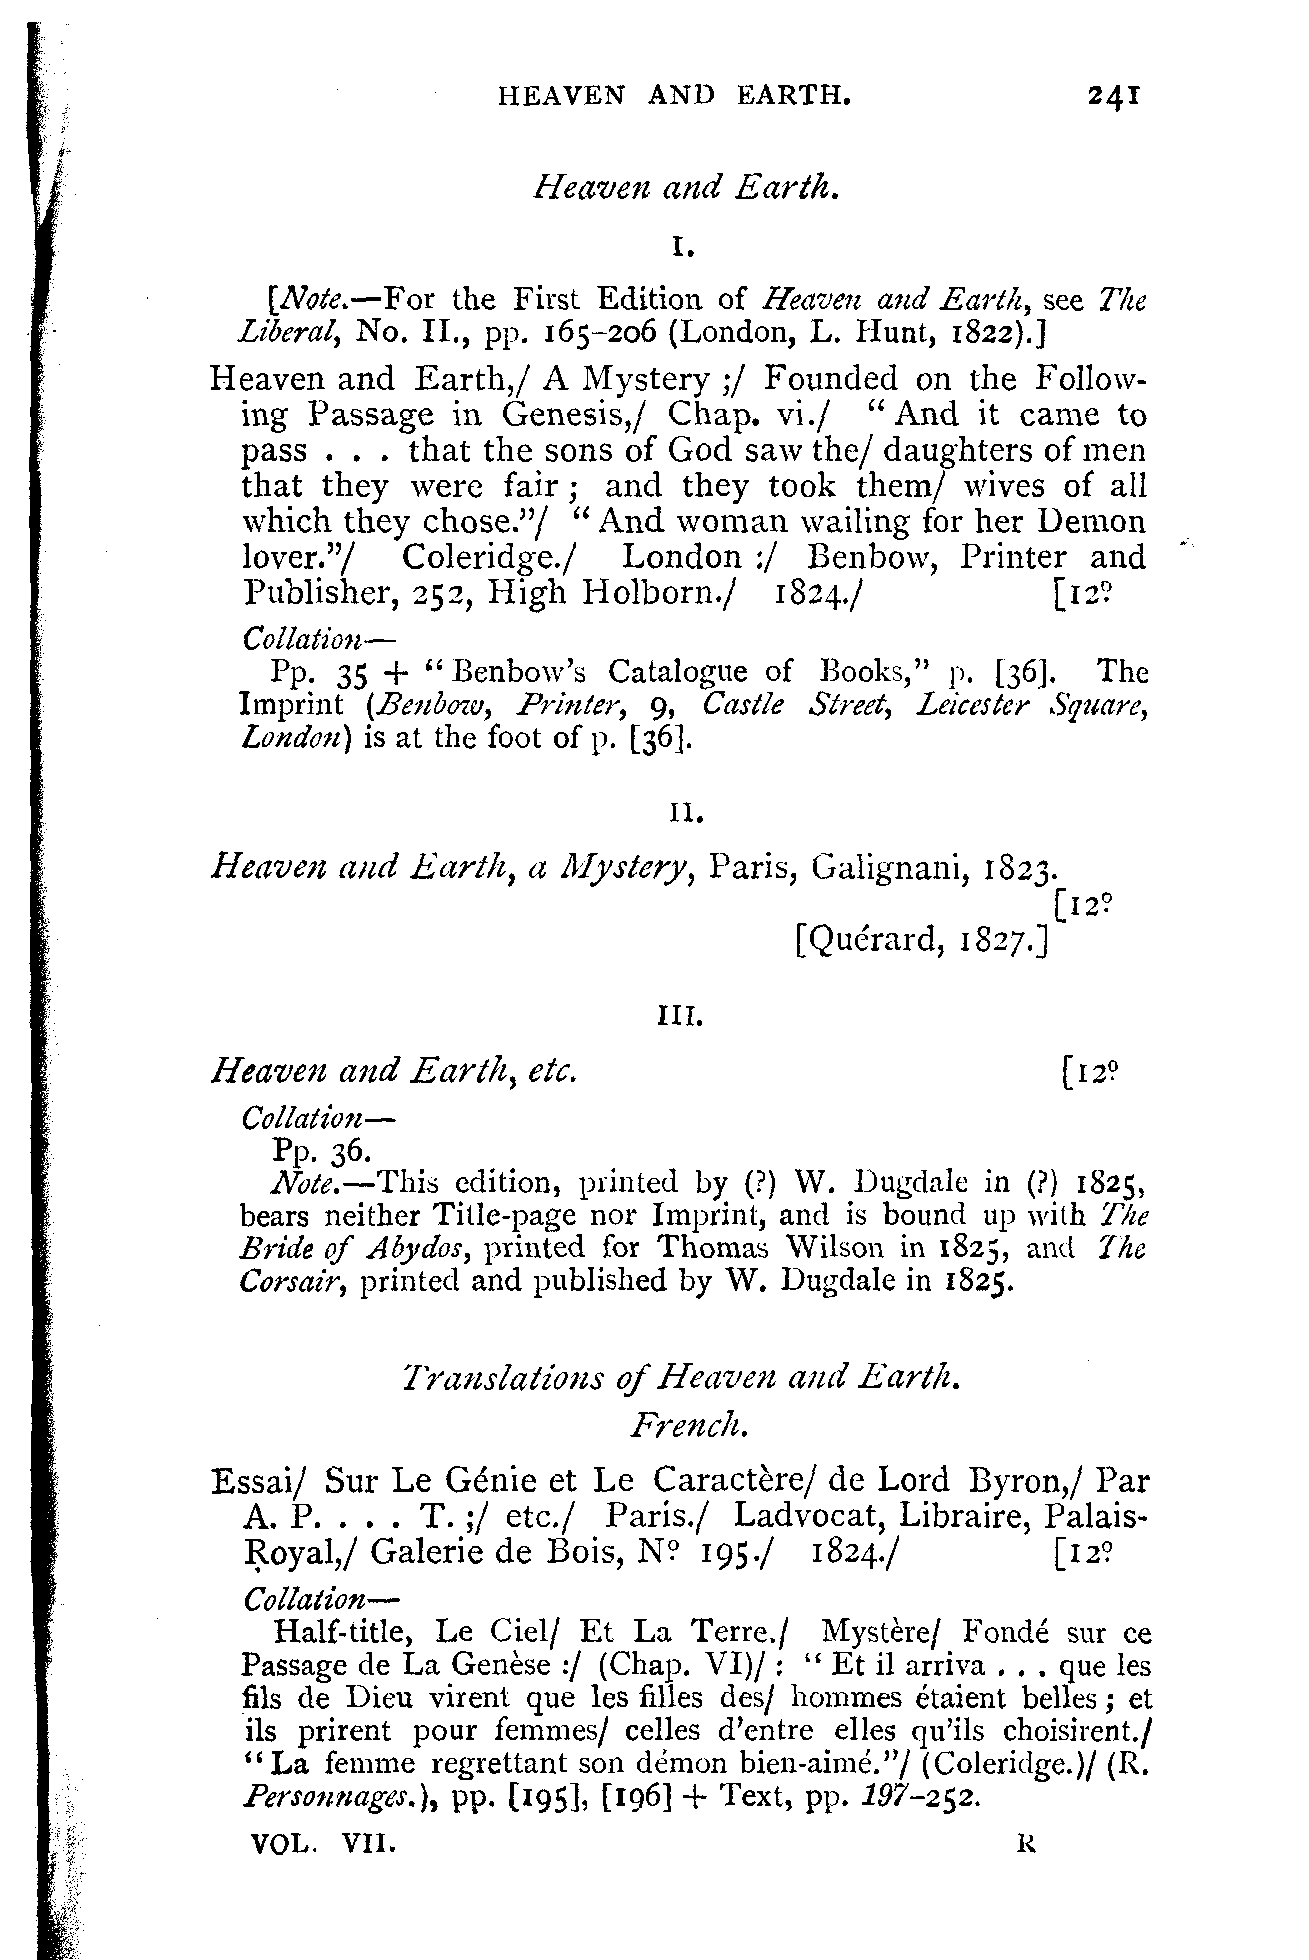 HEAVEN AND EARTH. 241
Heaven and Earth.
I.
[Note.—For the First Edition of Heaven and Earth, see The
Liberal, No. II., pp. 165-206 (London, L. Hunt, 1822).]
Heaven and Earth,/ A Mystery ;/ Founded on the Follow-
ing Passage in Genesis,/ Chap. vi./ "And it came to
pass . . . that the sons of God saw the/ daughters of men
that they were fair ; and they took them/ wives of all
which they chose."/ "And woman wailing for her Demon
lover."/ Coleridge./ London :/ Benbow, Printer and
Publisher, 252, High Holborn./ 1824./ [12º
Collation—
Pp. 35 + "Benbow's Catalogue of Books," p. [36]. The
Imprint (Benbow, Printer, 9, Castle Street, Leicester Square,
London) is at the foot of p. [36].
II.
Heaven and Earth, a Mystery, Paris, Galignani, 1823.
[12º
[Quérard, 1827.]
III.
Heaven and Earth, etc. [12º
Collation—
Pp. 36.
Note.—This edition, printed by (?) W. Dugdale in (?) 1825,
bears neither Title-page nor Imprint, and is bound up with The
Bride of Abydos, printed for Thomas Wilson in 1825, and The
Corsair, printed and published by W. Dugdale in 1825.
Translations of Heaven and Earth.
French.
Essai/ Sur Le Génie et Le Caractère/ de Lord Byron,/ Par
A. P. . . . T. ;/ etc./ Paris./ Ladvocat, Libraire, Palais-
Royal,/ Galerie de Bois, Nº 195./ 1824./ [12º
Collation—
Half-title, Le Ciel/ Et La Terre./ Mystère/ Fondé sur ce
Passage de La Genèse :/ (Chap. VI)/ : "Et il arriva . . . que les
fils de Dieu virent que les filles des/ hommes étaient belles ; et
ils prirent pour femmes/ celles d'entre elles qu'ils choisirent./
"La femme regrettant son démon bien-aimé."/ (Coleridge.)/ (R.
Personnages.), pp. [195], [196] + Text, pp. 197-252.
VOL. VII. R